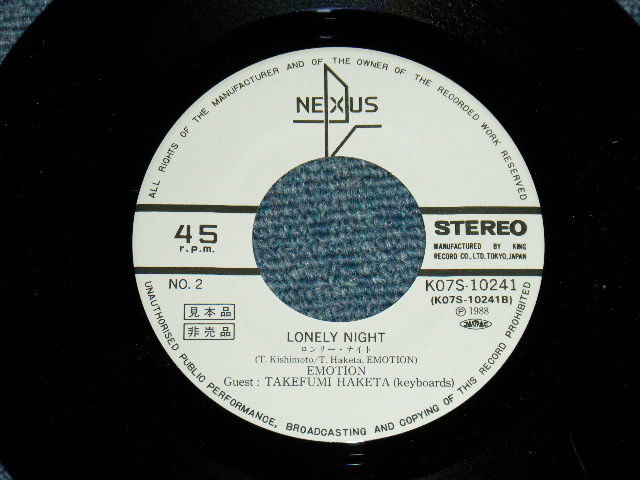 ALL RIGHTS OF THE MANUFACTURER AND OF THE OWNER OF THE RECORDED WORK RESERVED
NEXUS
45
r.p.m.
STEREO
MANUFACTURED BY KING
RECORD CO., LTD. TOKYO, JAPAN
NO. 2
K07S-10241
(K07S-10241B)
見本品
非売品
Ⓟ 1988
JASRAC
LONELY NIGHT
ロンリー・ナイト
(T. Kishimoto/T. Haketa, EMOTION)
EMOTION
Guest : TAKEFUMI HAKETA (keyboards)
UNAUTHORISED PUBLIC PERFORMANCE, BROADCASTING AND COPYING OF THIS RECORD PROHIBITED